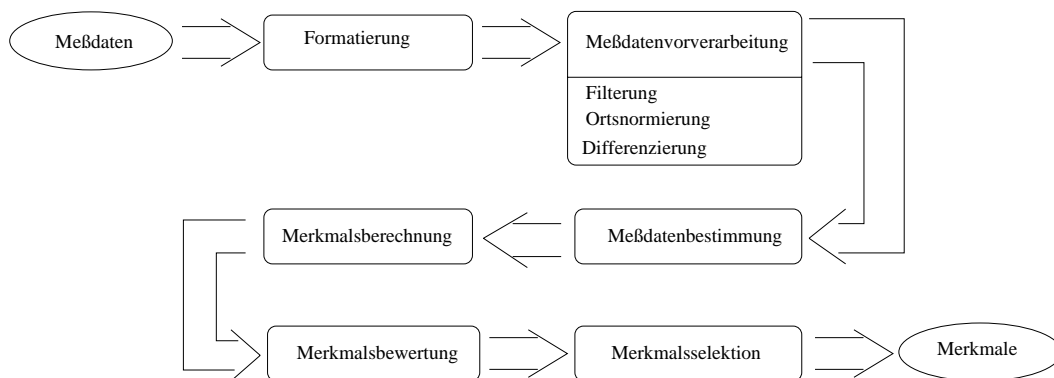 Meßdaten
Formatierung
Meßdatenvorverarbeitung
Filterung
Ortsnormierung
Differenzierung
Meßdatenbestimmung
Merkmalsberechnung
Merkmalsbewertung
Merkmalsselektion
Merkmale